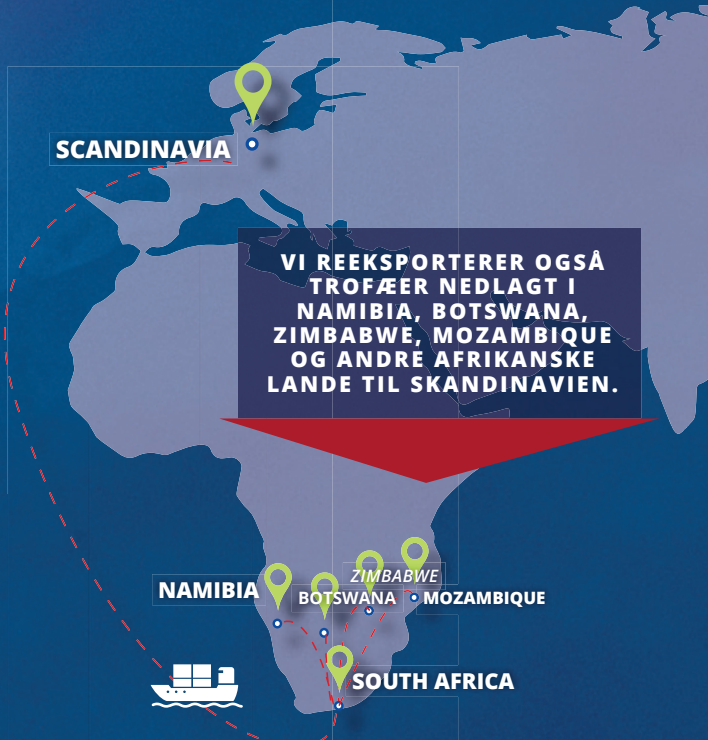 SCANDINAVIA
VI REEKSPORTERER OGSÅ
TROFÆER NEDLAGT I
NAMIBIA, BOTSWANA,
ZIMBABWE, MOZAMBIQUE
OG ANDRE AFRIKANSKE
LANDE TIL SKANDINAVIEN.
ZIMBABWE
NAMIBIA
BOTSWANA
MOZAMBIQUE
SOUTH AFRICA